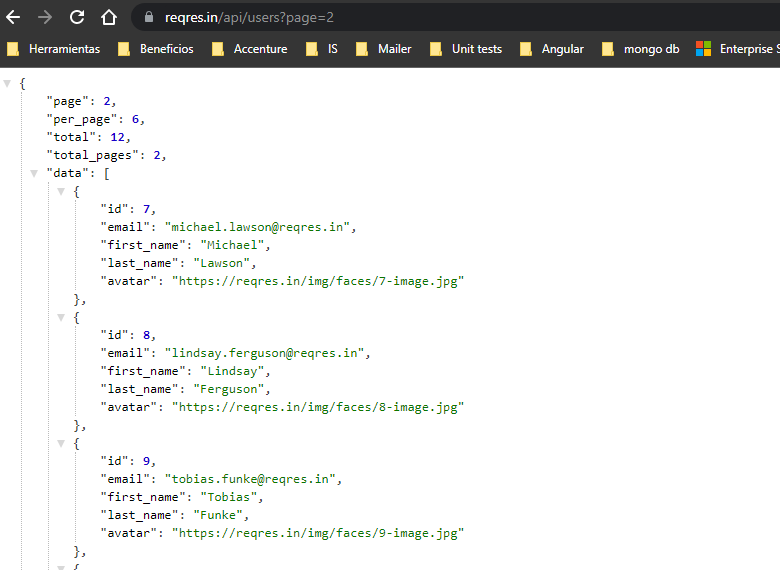 reqres.in/api/users?page=2
Herramientas Beneficios Accenture IS Mailer Unit tests Angular mongo db Enterprise S
{
"page": 2,
"per_page": 6,
"total": 12,
"total_pages": 2,
"data": [
{
"id": 7,
"email": "michael.lawson@reqres.in",
"first_name": "Michael",
"last_name": "Lawson",
"avatar": "https://reqres.in/img/faces/7-image.jpg"
},
{
"id": 8,
"email": "lindsay.ferguson@reqres.in",
"first_name": "Lindsay",
"last_name": "Ferguson",
"avatar": "https://reqres.in/img/faces/8-image.jpg"
},
{
"id": 9,
"email": "tobias.funke@reqres.in",
"first_name": "Tobias",
"last_name": "Funke",
"avatar": "https://reqres.in/img/faces/9-image.jpg"
},
{